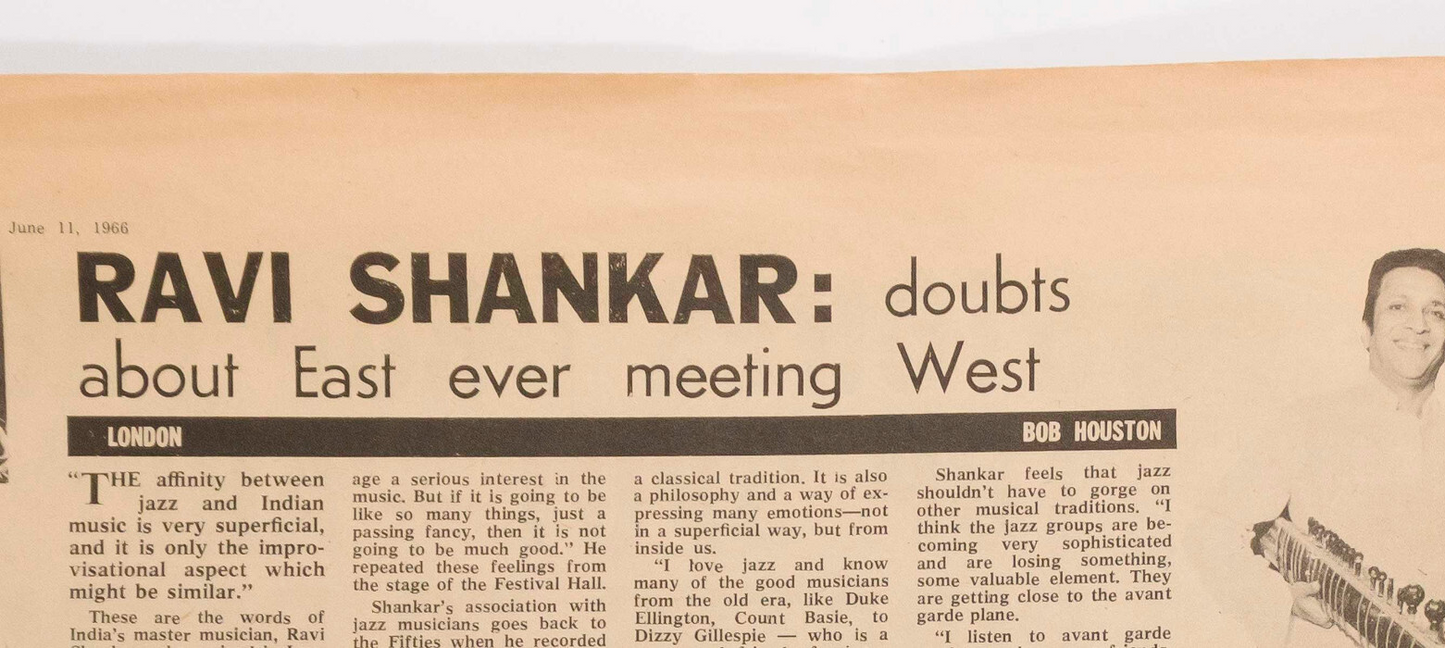 June 11, 1966
RAVI SHANKAR: doubts
about East ever meeting West
LONDON
BOB HOUSTON
“THE affinity between
jazz and Indian
music is very superficial,
and it is only the impro-
visational aspect which
might be similar.”
These are the words of
India’s master musician, Ravi
age a serious interest in the
music. But if it is going to be
like so many things, just a
passing fancy, then it is not
going to be much good.” He
repeated these feelings from
the stage of the Festival Hall.
Shankar’s association with
jazz musicians goes back to
the Fifties when he recorded
a classical tradition. It is also
a philosophy and a way of ex-
pressing many emotions—not
in a superficial way, but from
inside us.
“I love jazz and know
many of the good musicians
from the old era, like Duke
Ellington, Count Basie, to
Dizzy Gillespie — who is a
Shankar feels that jazz
shouldn’t have to gorge on
other musical traditions. “I
think the jazz groups are be-
coming very sophisticated
and are losing something,
some valuable element. They
are getting close to the avant
garde plane.
“I listen to avant garde